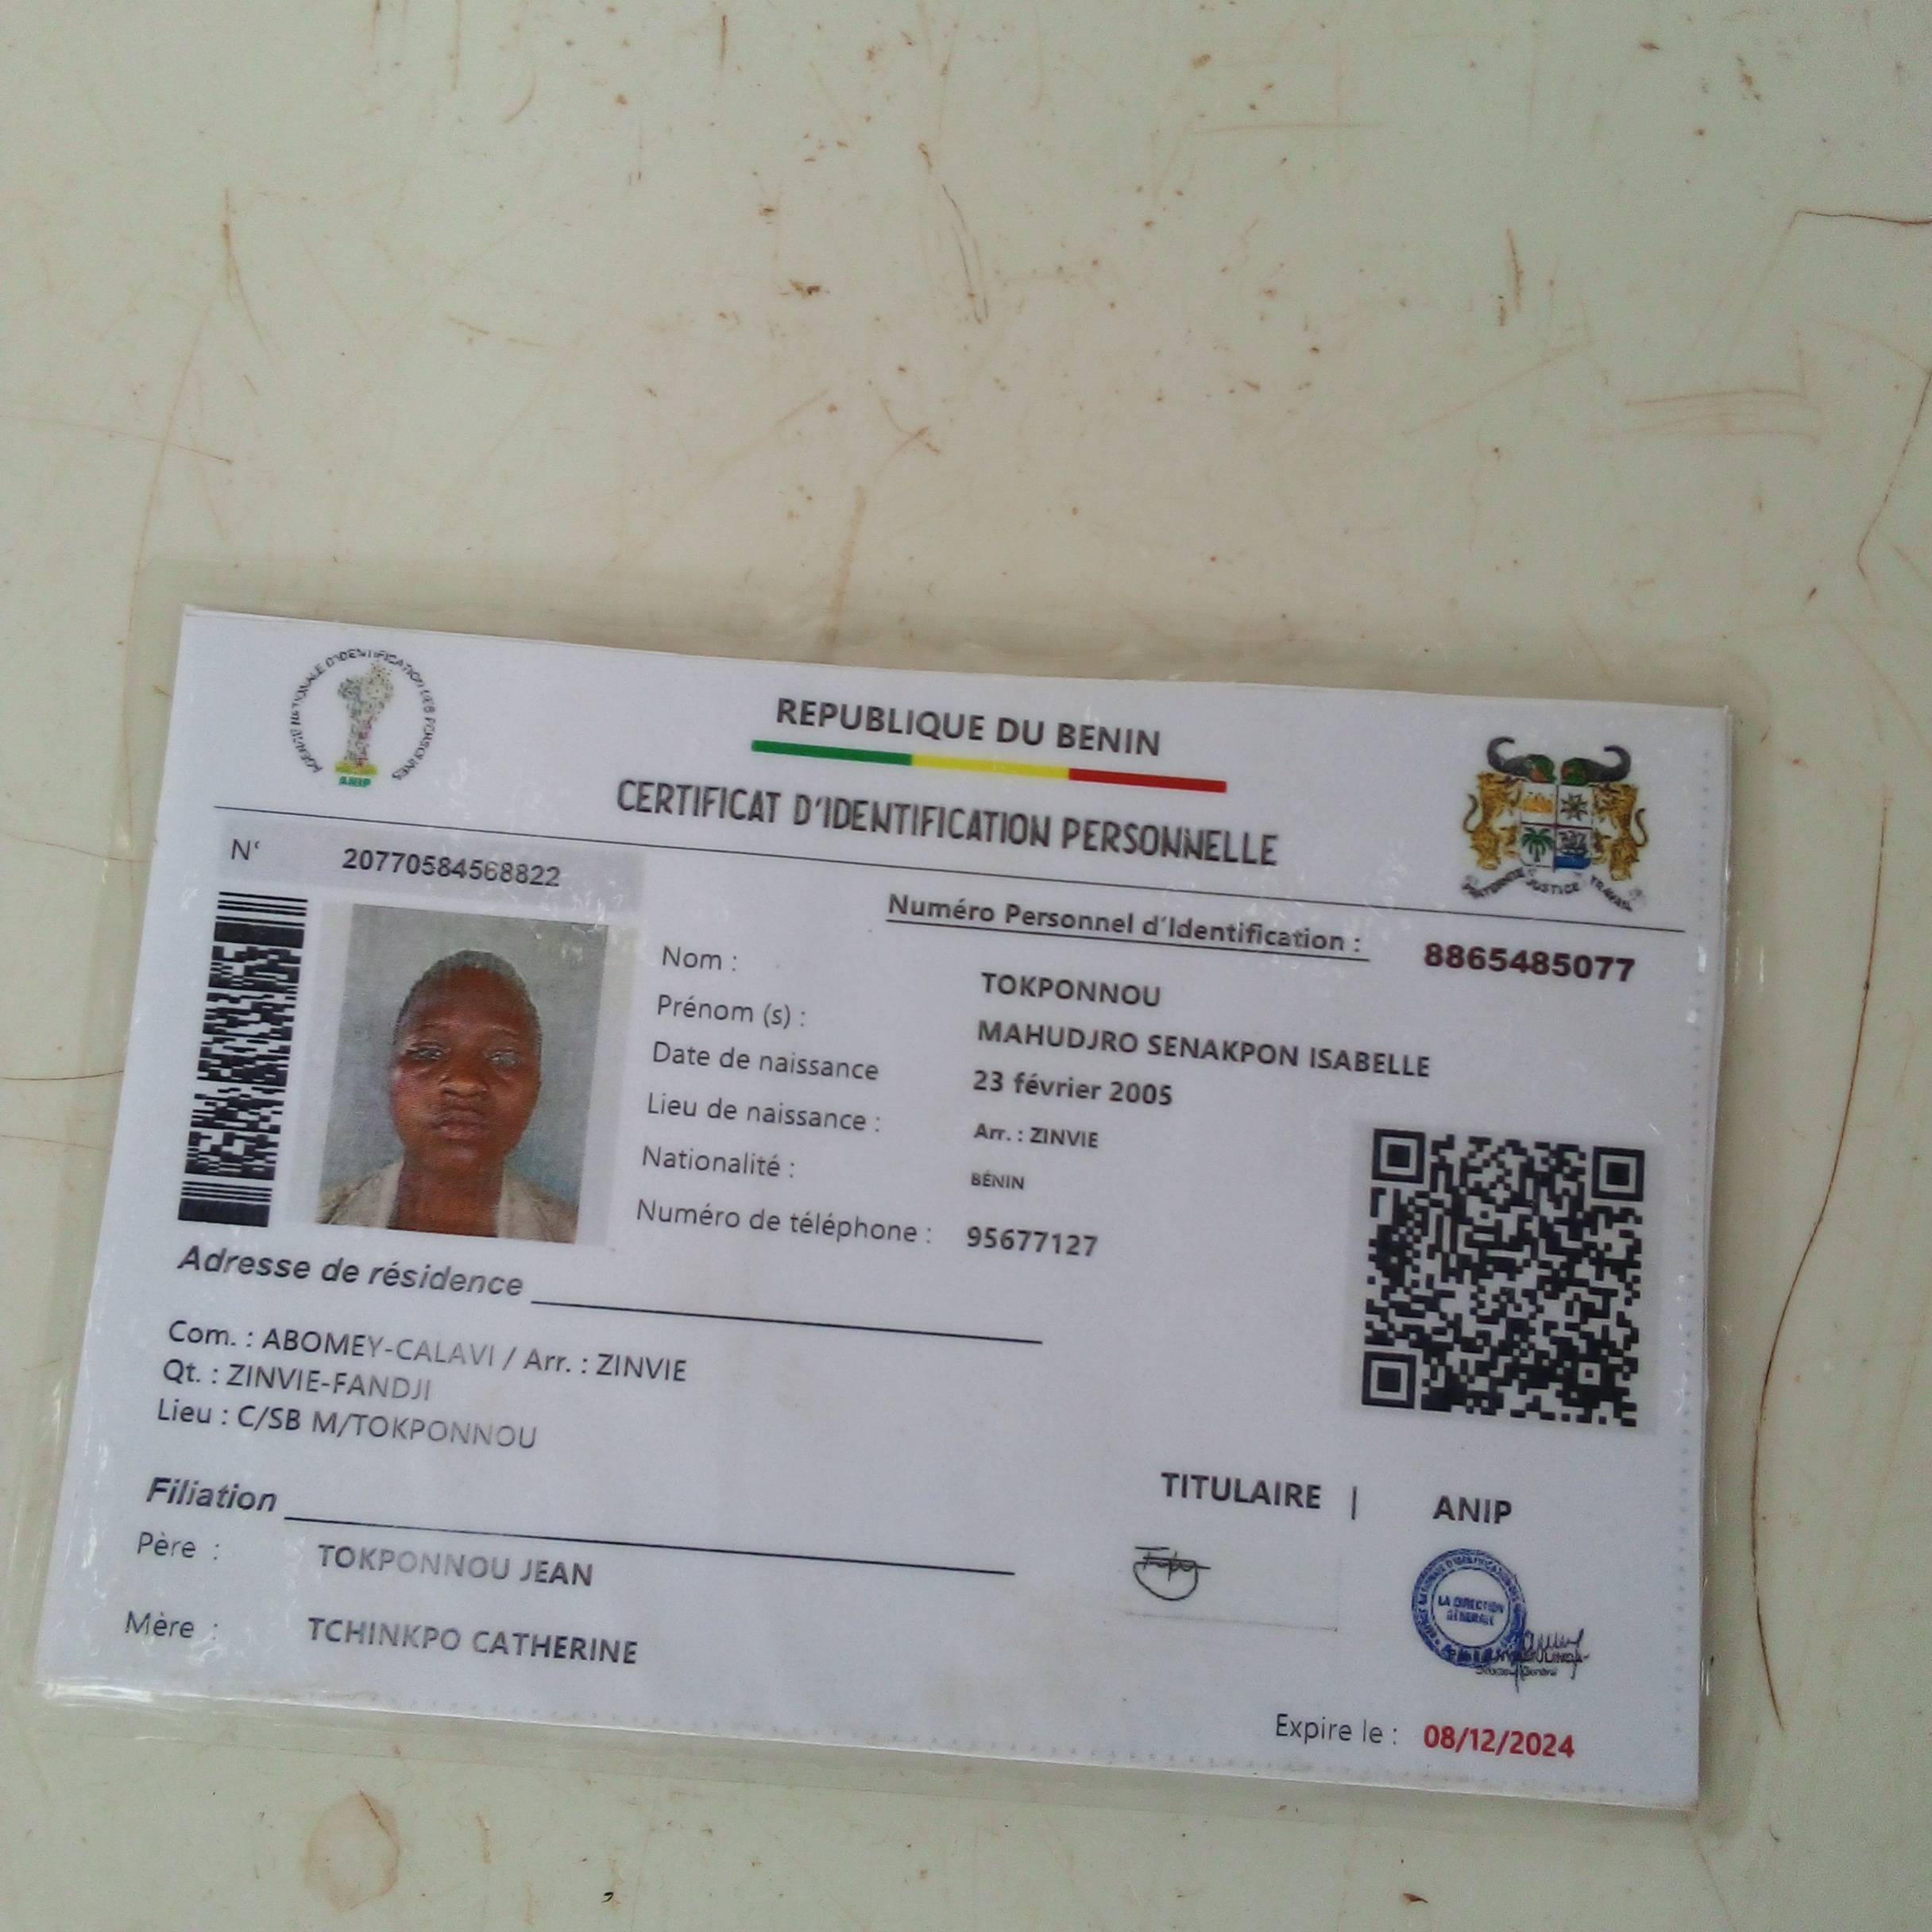 AGENCE NATIONALE D'IDENTIFICATION DES PERSONNES
ANIP
REPUBLIQUE DU BENIN
CERTIFICAT D'IDENTIFICATION PERSONNELLE
FRATERNITE JUSTICE TRAVAIL
N° 20770584568822
Numéro Personnel d'Identification : 8865485077
Nom : TOKPONNOU
Prénom (s) : MAHUDJRO SENAKPON ISABELLE
Date de naissance 23 février 2005
Lieu de naissance : Arr. : ZINVIE
Nationalité : BÉNIN
Numéro de téléphone : 95677127
Adresse de résidence
Com. : ABOMEY-CALAVI / Arr. : ZINVIE
Qt. : ZINVIE-FANDJI
Lieu : C/SB M/TOKPONNOU
Filiation
Père : TOKPONNOU JEAN
Mère : TCHINKPO CATHERINE
TITULAIRE | ANIP
LA DIRECTION
GÉNÉRALE
Directeur Général
Expire le : 08/12/2024